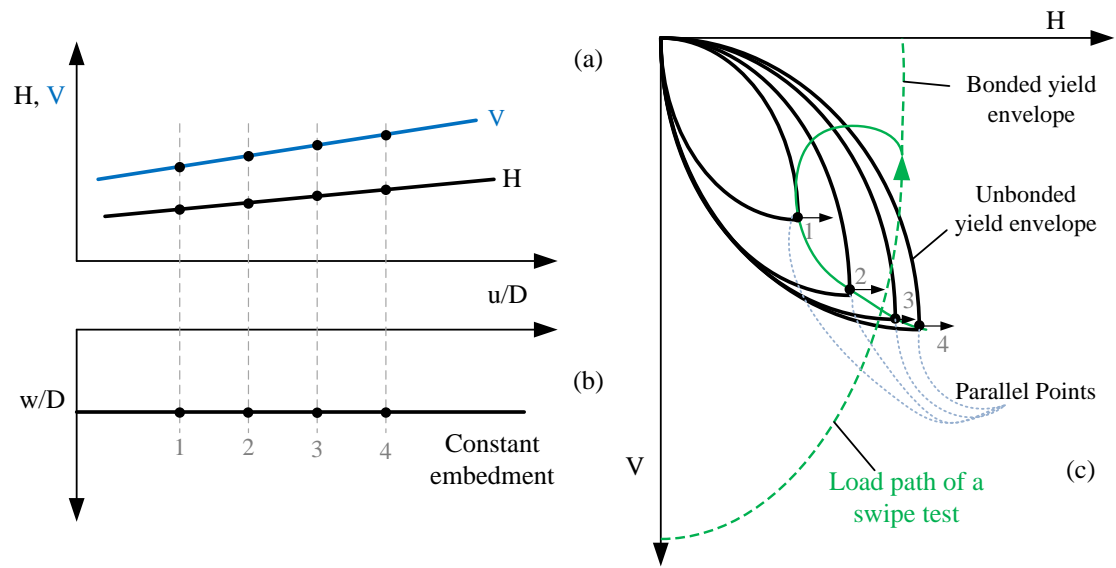 H, V
V
H
u/D
(a)
w/D
1
2
3
4
Constant
embedment
(b)
H
Bonded yield
envelope
Unbonded
yield envelope
1
2
3
4
Parallel Points
V
Load path of a
swipe test
(c)